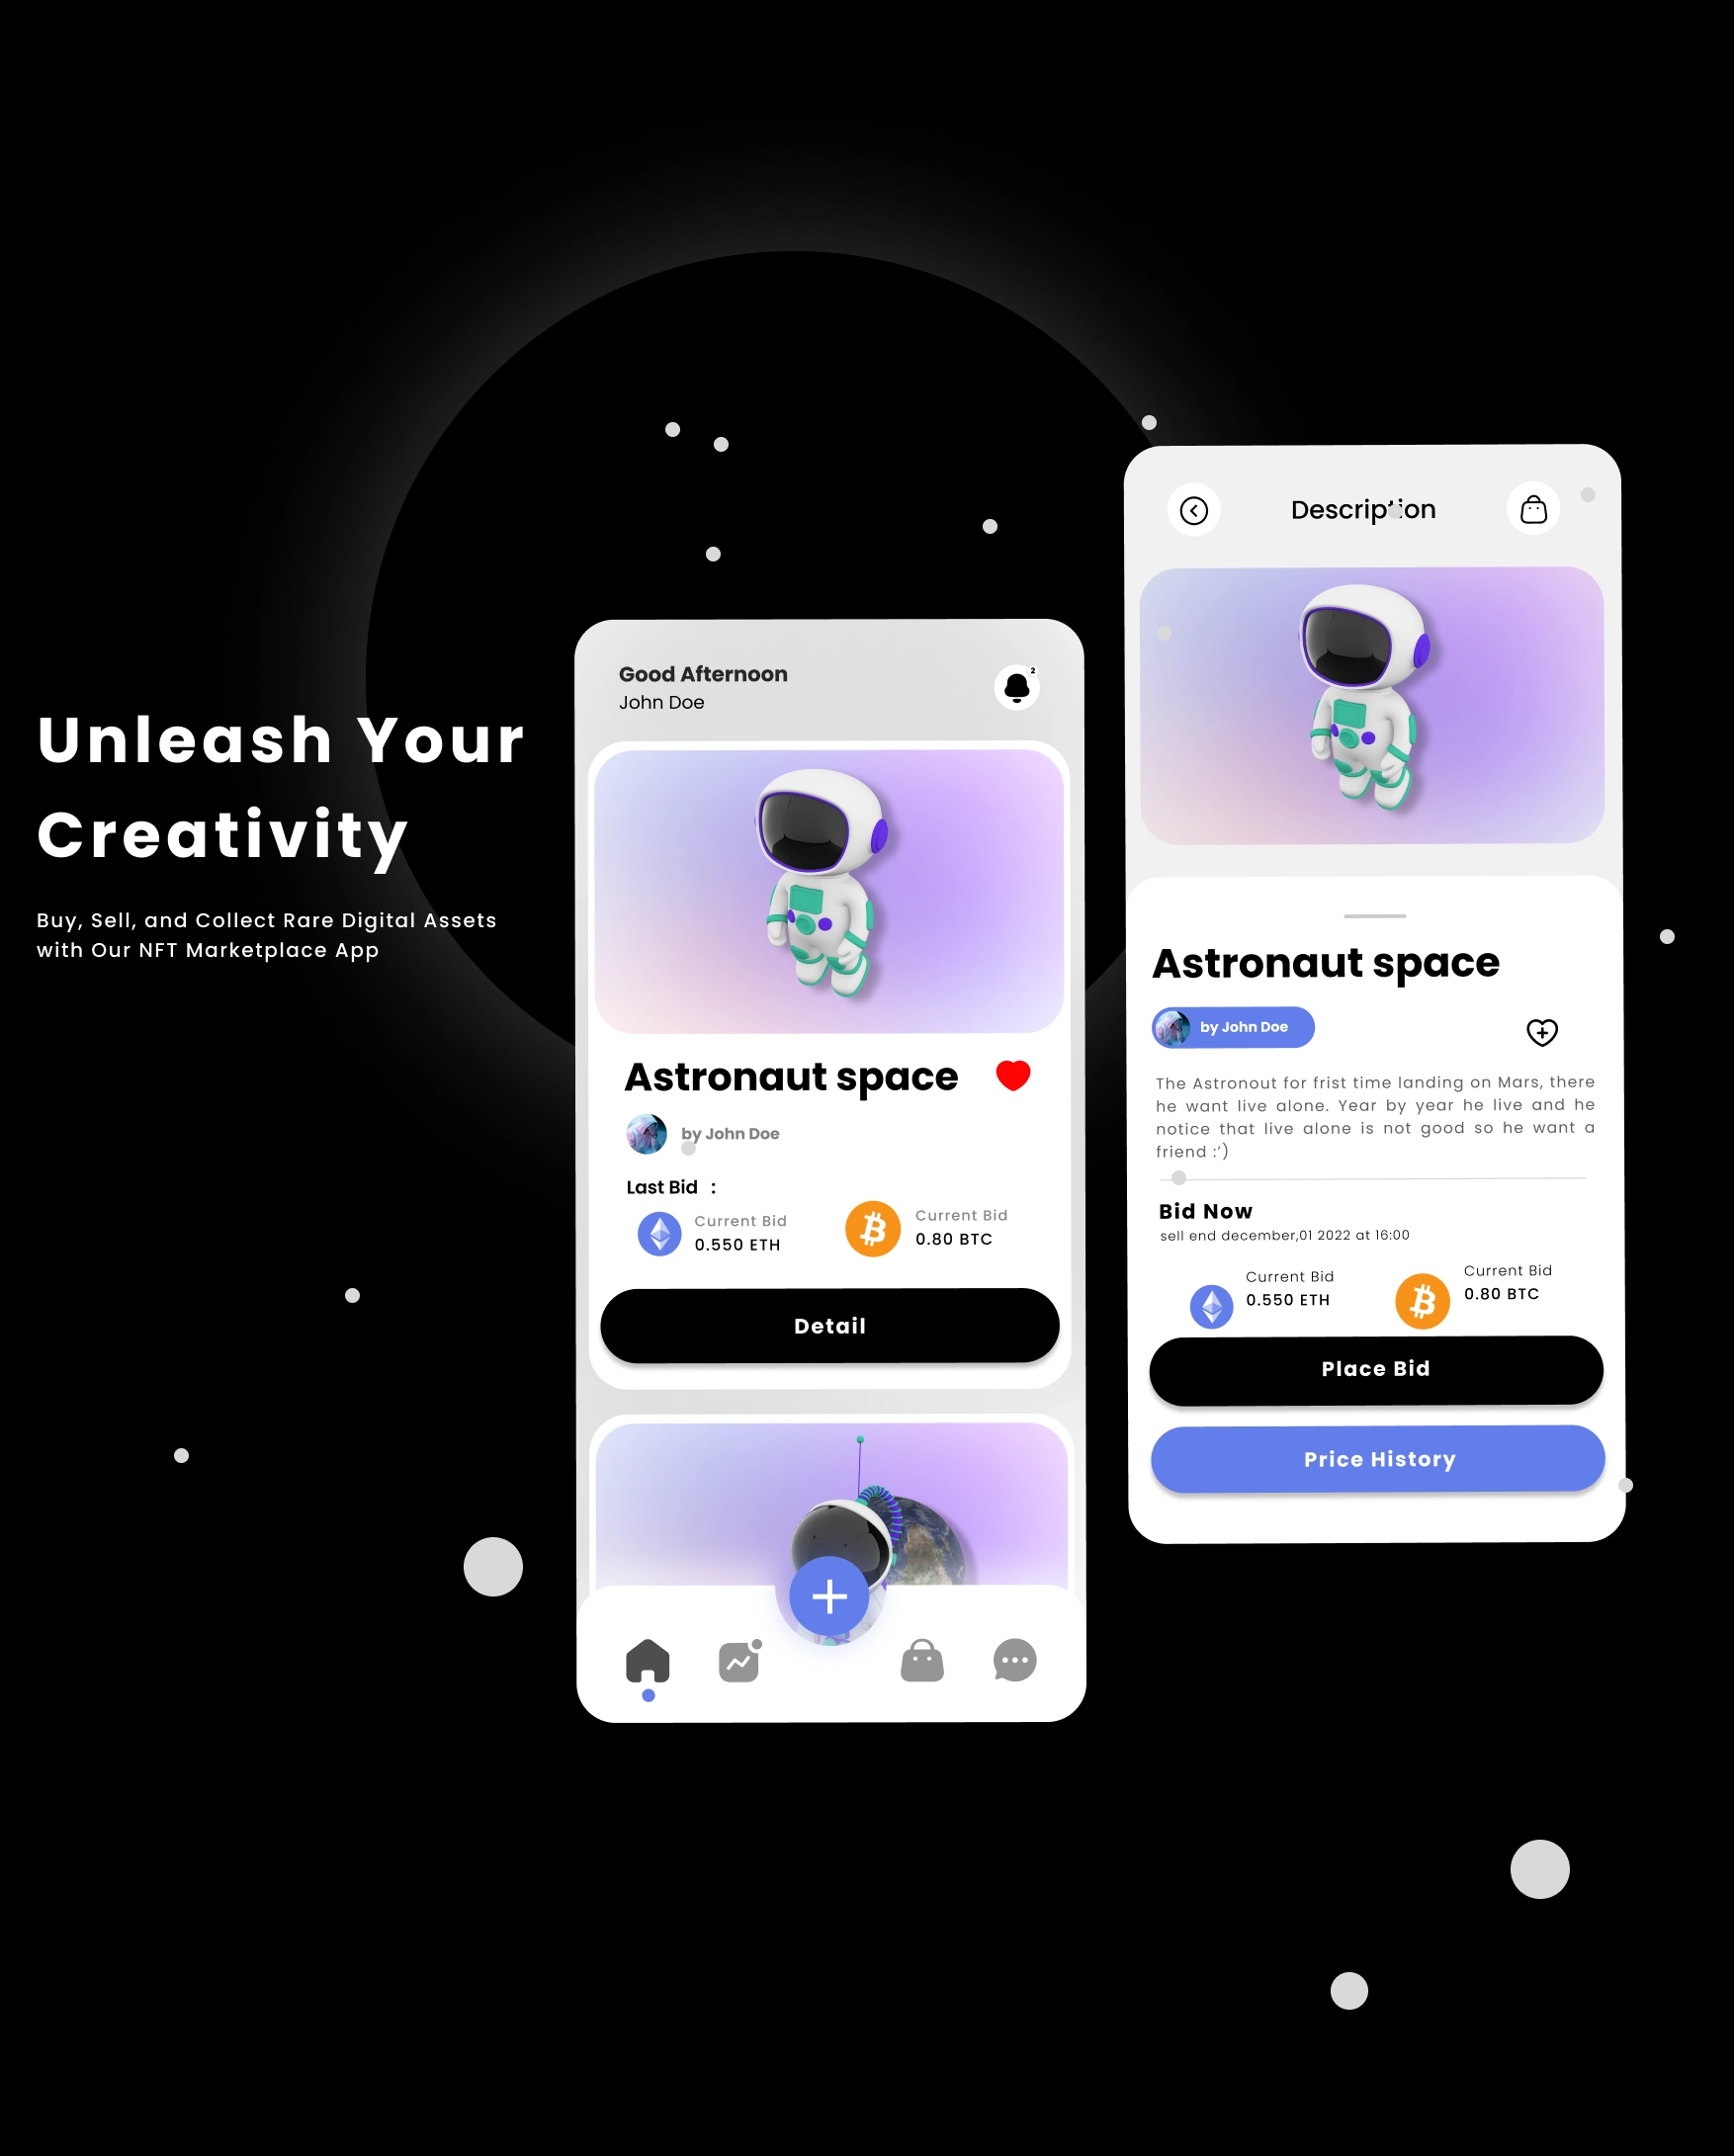 Unleash Your
Creativity
Buy, Sell, and Collect Rare Digital Assets
with Our NFT Marketplace App
Good Afternoon
John Doe
2
Astronaut space
by John Doe
Last Bid :
Current Bid
0.550 ETH
Current Bid
0.80 BTC
Detail
Description
Astronaut space
by John Doe
The Astronout for frist time landing on Mars, there
he want live alone. Year by year he live and he
notice that live alone is not good so he want a
friend :’)
Bid Now
sell end december,01 2022 at 16:00
Current Bid
0.550 ETH
Current Bid
0.80 BTC
Place Bid
Price History